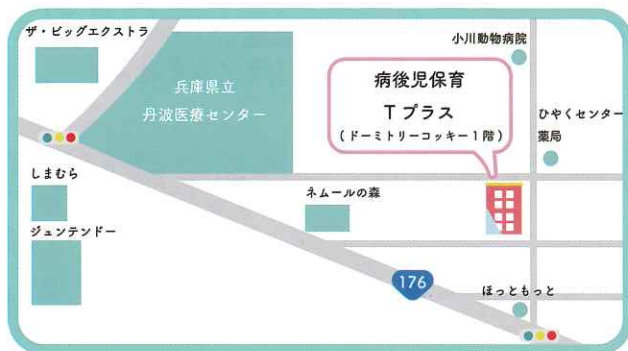 ザ・ビッグエクストラ
兵庫県立
丹波医療センター
小川動物病院
病後児保育
Tプラス
(ドーミトリーコッキー1階)
ひやくセンター
薬局
しまむら
ネムールの森
ジュンテンドー
176
ほっともっと